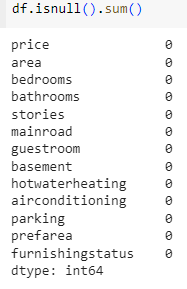 df.isnull().sum()
price 0
area 0
bedrooms 0
bathrooms 0
stories 0
mainroad 0
guestroom 0
basement 0
hotwaterheating 0
airconditioning 0
parking 0
prefarea 0
furnishingstatus 0
dtype: int64